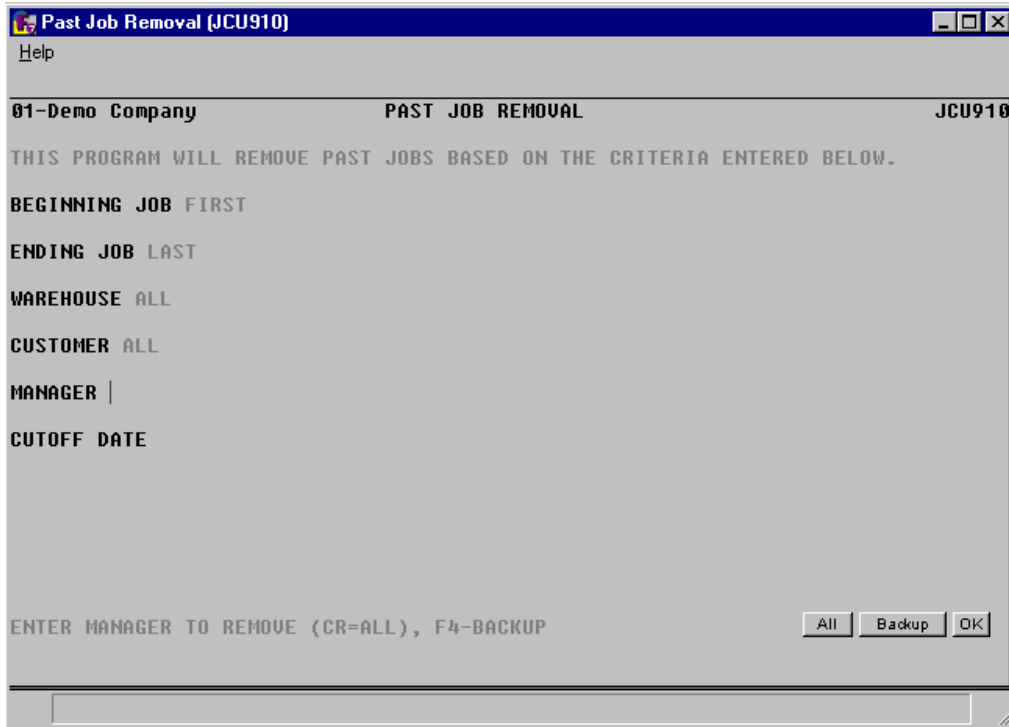 Past Job Removal (JCU910)
Help
01-Demo Company PAST JOB REMOVAL JCU910
THIS PROGRAM WILL REMOVE PAST JOBS BASED ON THE CRITERIA ENTERED BELOW.
BEGINNING JOB FIRST
ENDING JOB LAST
WAREHOUSE ALL
CUSTOMER ALL
MANAGER
CUTOFF DATE
ENTER MANAGER TO REMOVE (CR=ALL), F4-BACKUP All Backup OK